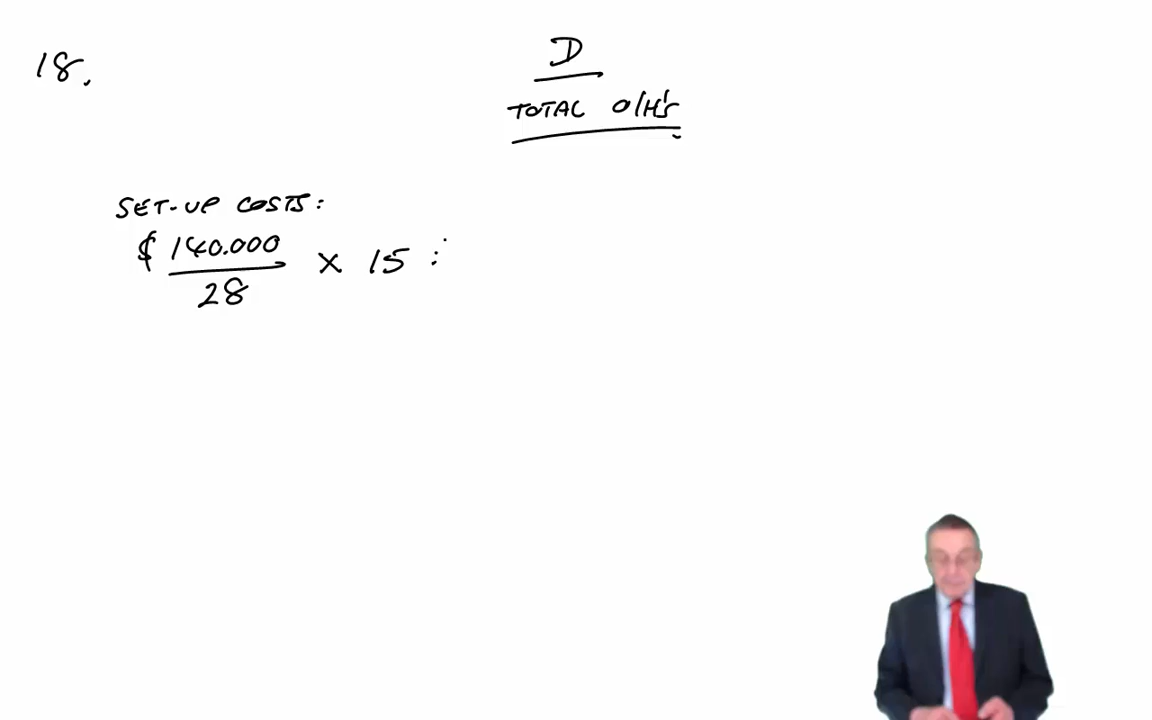 18.
D
TOTAL O/H'S
SET-UP COSTS:
$ 140.000
28
× 15 :